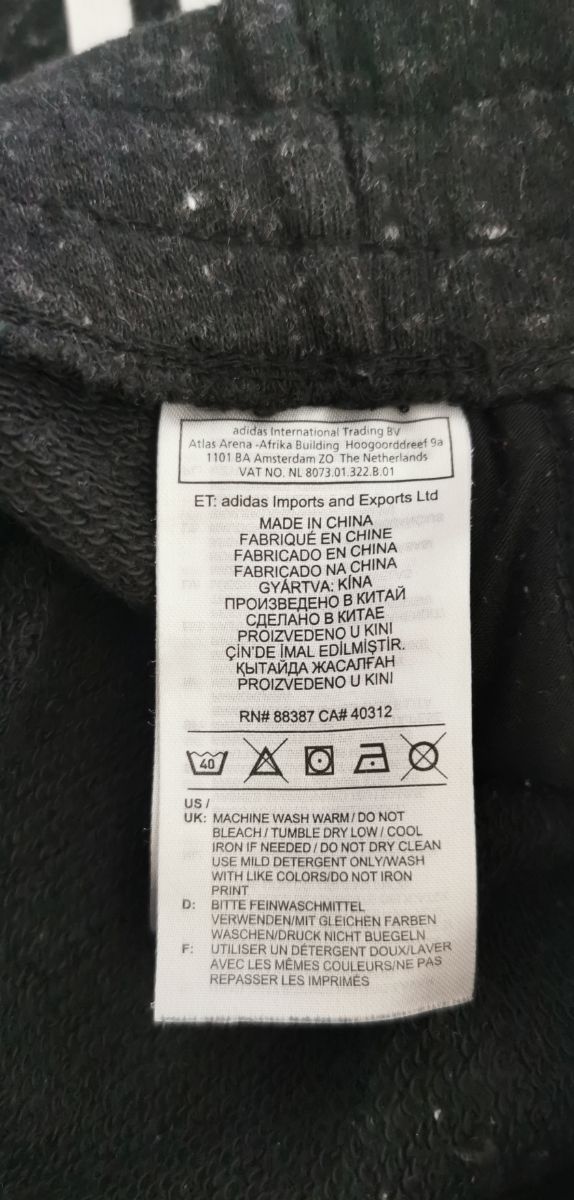 adidas International Trading BV
Atlas Arena -Afrika Building Hoogoorddreef 9a
1101 BA Amsterdam ZO The Netherlands
VAT NO. NL 8073.01.322.B.01
ET: adidas Imports and Exports Ltd
MADE IN CHINA
FABRIQUÉ EN CHINE
FABRICADO EN CHINA
FABRICADO NA CHINA
GYÁRTVA: KÍNA
ПРОИЗВЕДЕНО В КИТАЙ
СДЕЛАНО В КИТАЕ
PROIZVEDENO U KINI
ÇİN'DE İMAL EDİLMİŞTİR.
ҚЫТАЙДА ЖАСАЛҒАН
PROIZVEDENO U KINI
RN# 88387 CA# 40312
40
US /
UK: MACHINE WASH WARM / DO NOT
BLEACH / TUMBLE DRY LOW / COOL
IRON IF NEEDED / DO NOT DRY CLEAN
USE MILD DETERGENT ONLY/WASH
WITH LIKE COLORS/DO NOT IRON
PRINT
D: BITTE FEINWASCHMITTEL
VERWENDEN/MIT GLEICHEN FARBEN
WASCHEN/DRUCK NICHT BUEGELN
F: UTILISER UN DÉTERGENT DOUX/LAVER
AVEC LES MÊMES COULEURS/NE PAS
REPASSER LES IMPRIMÉS